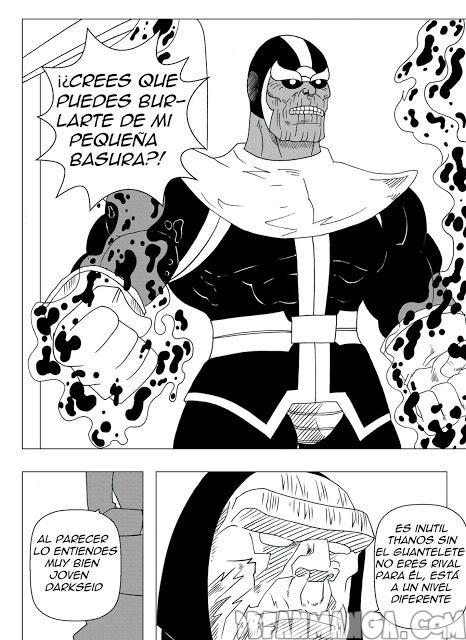 ¡¿CREES QUE
PUEDES BUR-
LARTE DE MI
PEQUEÑA
BASURA?!
AL PARECER
LO ENTIENDES
MUY BIEN
JOVEN
DARKSEID
ES INUTIL
THANOS SIN
EL GUANTELETE
NO ERES RIVAL
PARA ÉL, ESTÁ
A UN NIVEL
DIFERENTE